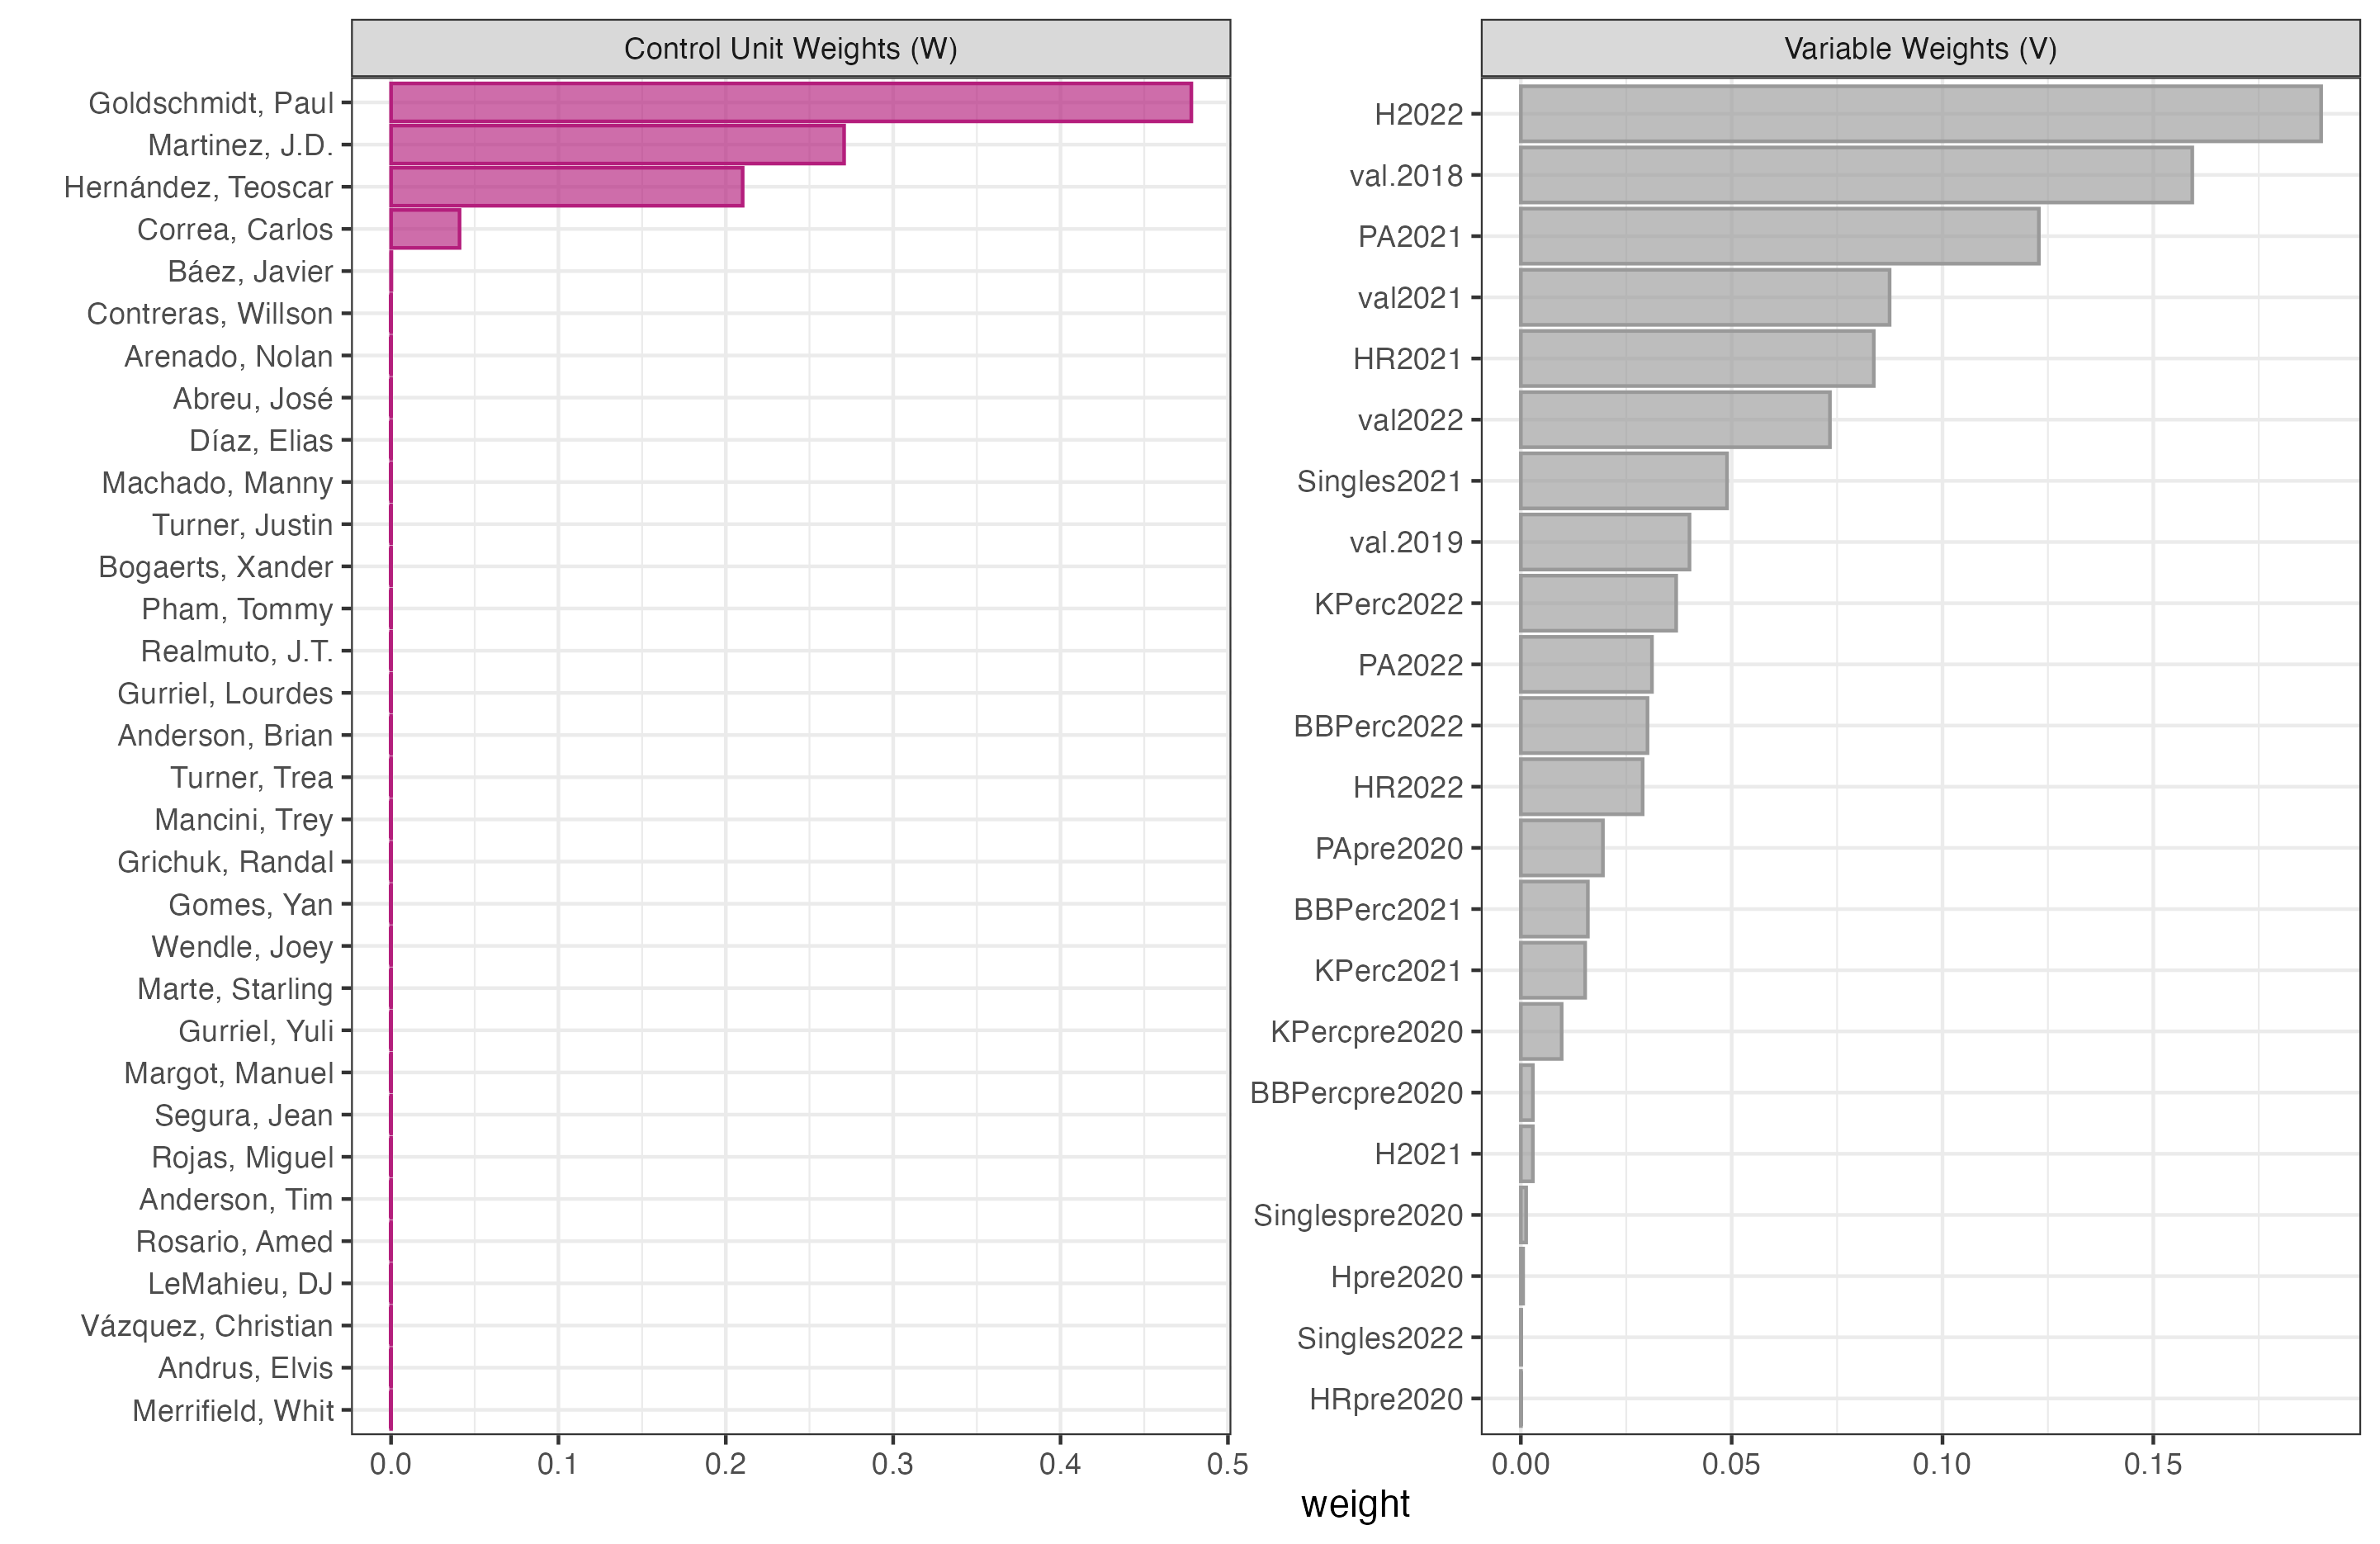 Control Unit Weights (W)
Goldschmidt, Paul
Martinez, J.D.
Hernández, Teoscar
Correa, Carlos
Báez, Javier
Contreras, Willson
Arenado, Nolan
Abreu, José
Díaz, Elias
Machado, Manny
Turner, Justin
Bogaerts, Xander
Pham, Tommy
Realmuto, J.T.
Gurriel, Lourdes
Anderson, Brian
Turner, Trea
Mancini, Trey
Grichuk, Randal
Gomes, Yan
Wendle, Joey
Marte, Starling
Gurriel, Yuli
Margot, Manuel
Segura, Jean
Rojas, Miguel
Anderson, Tim
Rosario, Amed
LeMahieu, DJ
Vázquez, Christian
Andrus, Elvis
Merrifield, Whit
0.0 0.1 0.2 0.3 0.4 0.5
Variable Weights (V)
H2022
val.2018
PA2021
val2021
HR2021
val2022
Singles2021
val.2019
KPerc2022
PA2022
BBPerc2022
HR2022
PApre2020
BBPerc2021
KPerc2021
KPercpre2020
BBPercpre2020
H2021
Singlespre2020
Hpre2020
Singles2022
HRpre2020
0.00 0.05 0.10 0.15
weight